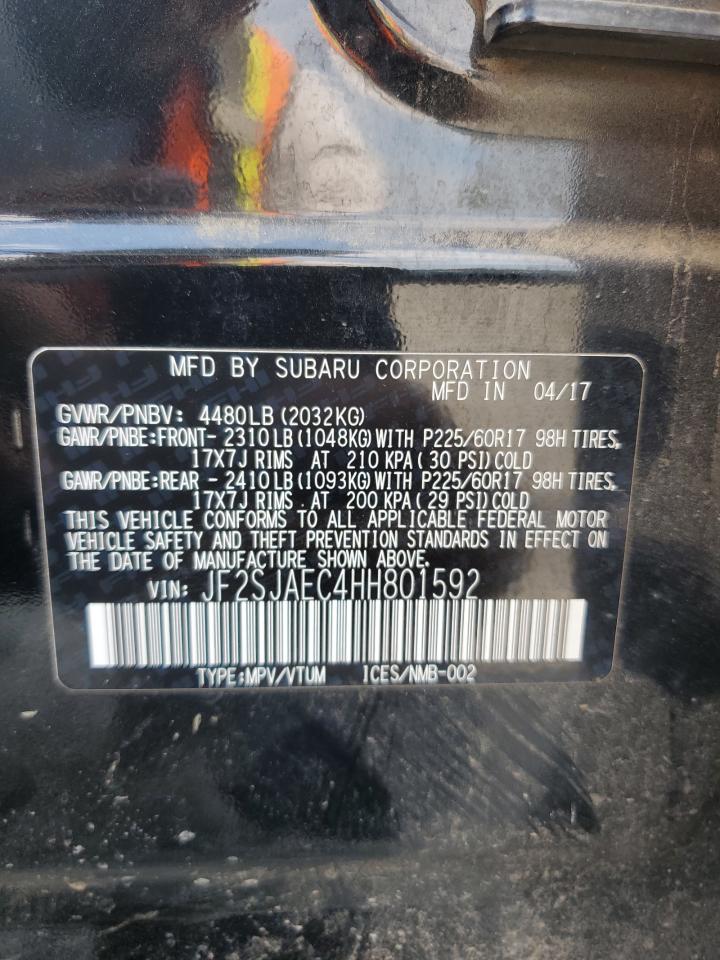 MFD BY SUBARU CORPORATION
MFD IN 04/17
GVWR/PNBV: 4480LB(2032KG)
GAWR/PNBE:FRONT- 2310LB(1048KG)WITH P225/60R17 98H TIRES,
17X7J RIMS AT 210 KPA(30 PSI)COLD
GAWR/PNBE:REAR - 2410LB(1093KG)WITH P225/60R17 98H TIRES,
17X7J RIMS AT 200 KPA(29 PSI)COLD
THIS VEHICLE CONFORMS TO ALL APPLICABLE FEDERAL MOTOR
VEHICLE SAFETY AND THEFT PREVENTION STANDARDS IN EFFECT ON
THE DATE OF MANUFACTURE SHOWN ABOVE.
VIN: JF2SJAEC4HH801592
TYPE:MPV/VTUM ICES/NMB-002